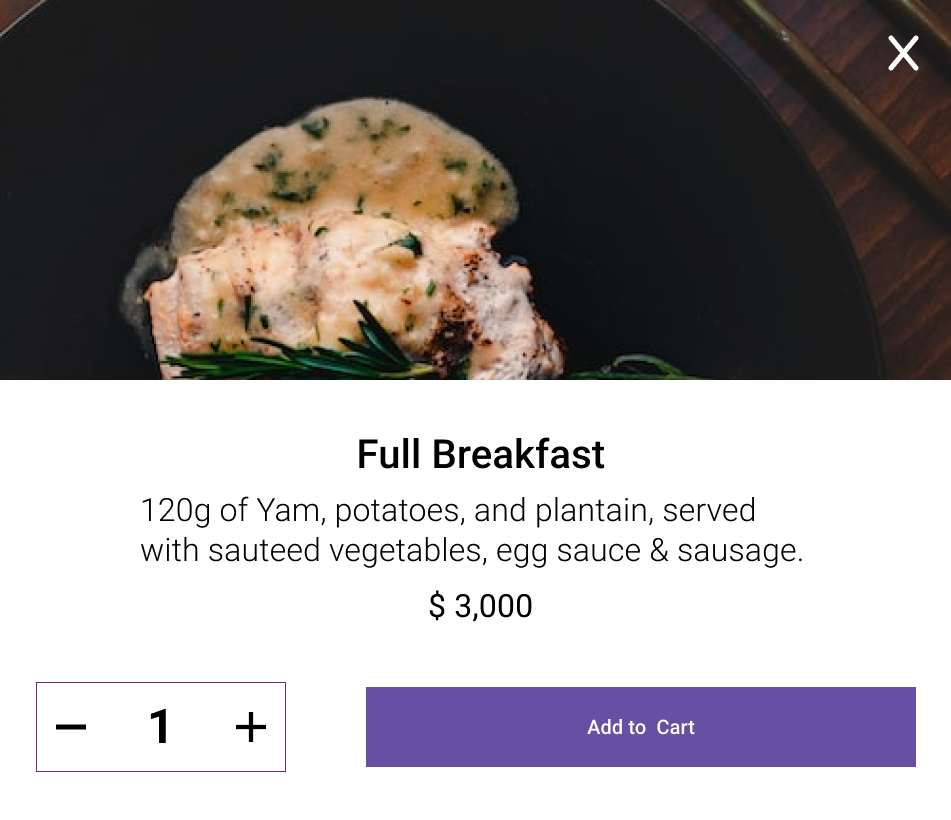 X
Full Breakfast
120g of Yam, potatoes, and plantain, served
with sauteed vegetables, egg sauce & sausage.
$ 3,000
− 1 +
Add to  Cart